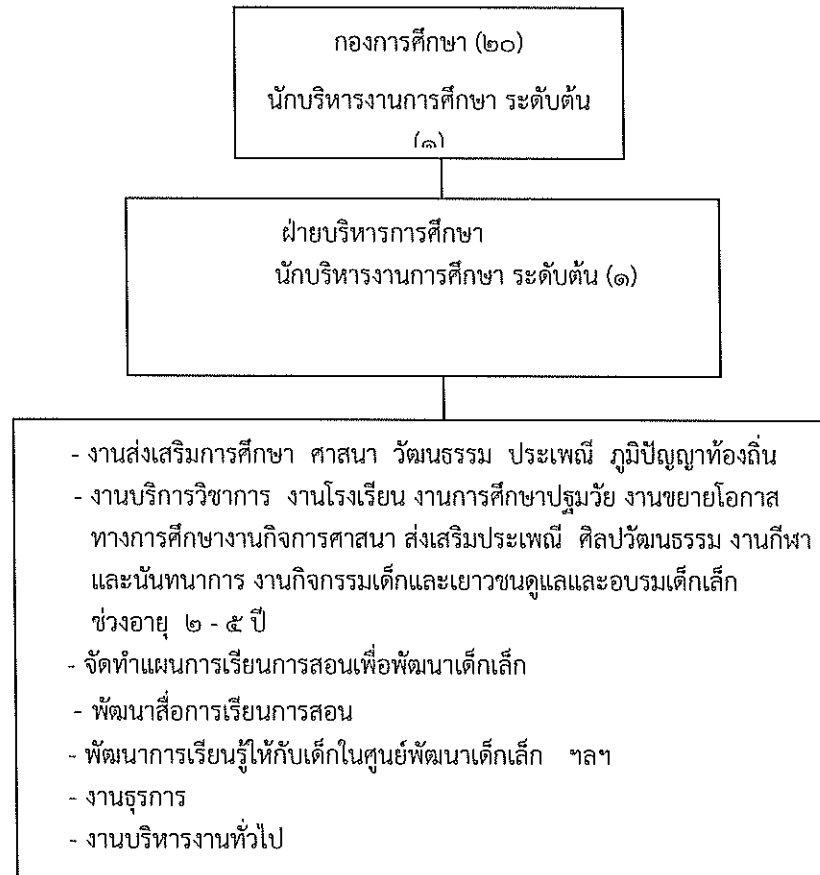 กองการศึกษา (๒๐)
นักบริหารงานการศึกษา ระดับต้น
(๑)
ฝ่ายบริหารการศึกษา
นักบริหารงานการศึกษา ระดับต้น (๑)
- งานส่งเสริมการศึกษา ศาสนา วัฒนธรรม ประเพณี ภูมิปัญญาท้องถิ่น
- งานบริการวิชาการ งานโรงเรียน งานการศึกษาปฐมวัย งานขยายโอกาส
ทางการศึกษางานกิจการศาสนา ส่งเสริมประเพณี ศิลปวัฒนธรรม งานกีฬา
และนันทนาการ งานกิจกรรมเด็กและเยาวชนดูแลและอบรมเด็กเล็ก
ช่วงอายุ ๒ - ๕ ปี
- จัดทำแผนการเรียนการสอนเพื่อพัฒนาเด็กเล็ก
- พัฒนาสื่อการเรียนการสอน
- พัฒนาการเรียนรู้ให้กับเด็กในศูนย์พัฒนาเด็กเล็ก ฯลฯ
- งานธุรการ
- งานบริหารงานทั่วไป